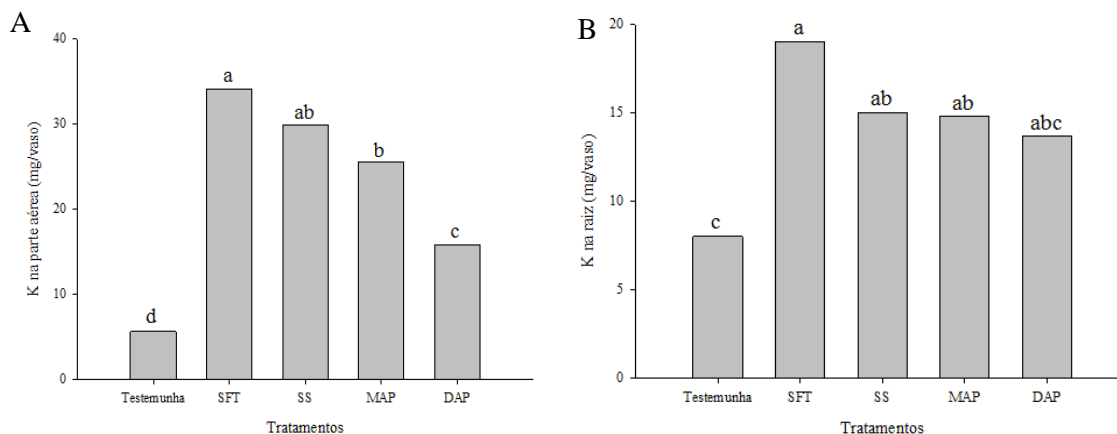 A
K na parte aérea (mg/vaso)
40
30
20
10
0
d
a
ab
b
c
Testemunha SFT SS MAP DAP
Tratamentos
B
K na raiz (mg/vaso)
20
15
10
5
0
c
a
ab
ab
abc
Testemunha SFT SS MAP DAP
Tratamentos